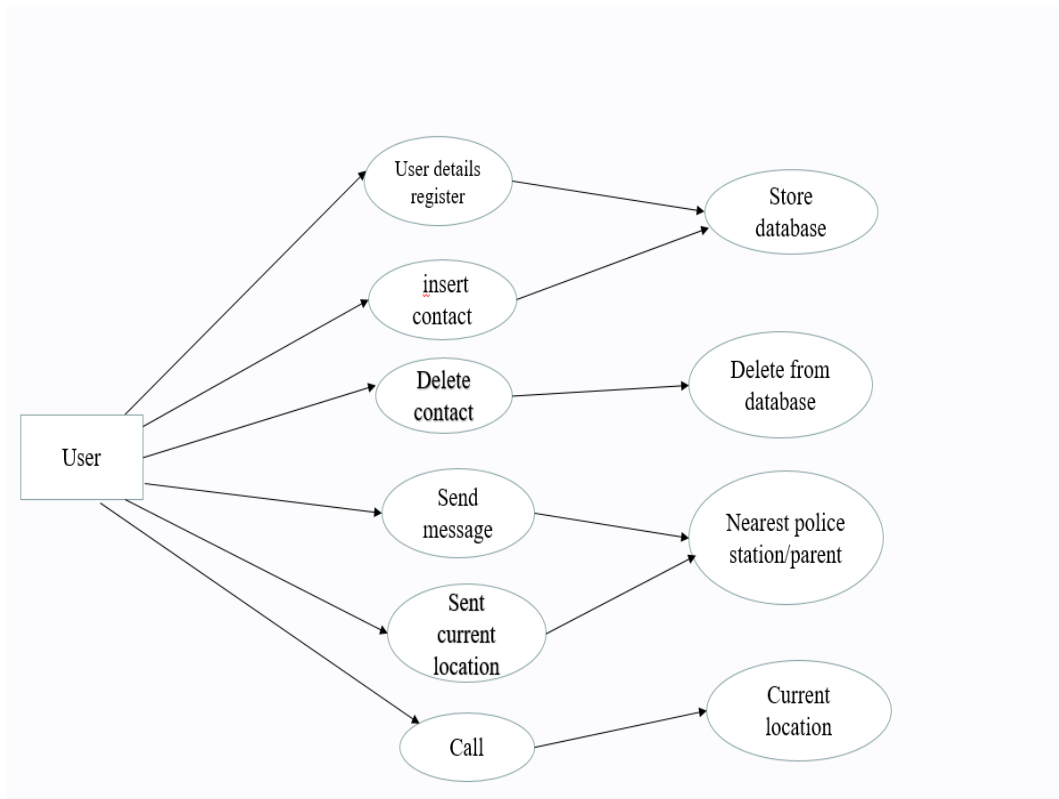 User details
register
Store
database
insert
contact
Delete
contact
Delete from
database
User
Send
message
Nearest police
station/parent
Sent
current
location
Current
location
Call